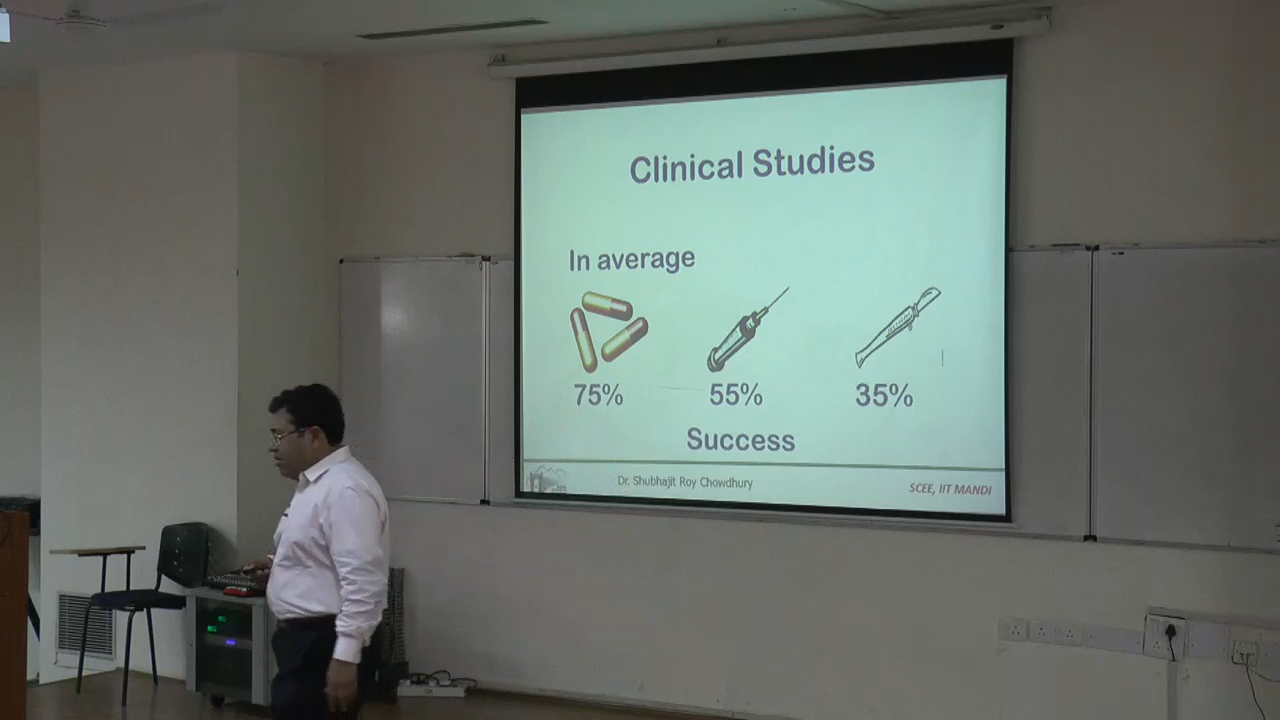 Clinical Studies
In average
75% 55% 35%
Success
Dr. Shubhajit Roy Chowdhury SCEE, IIT MANDI